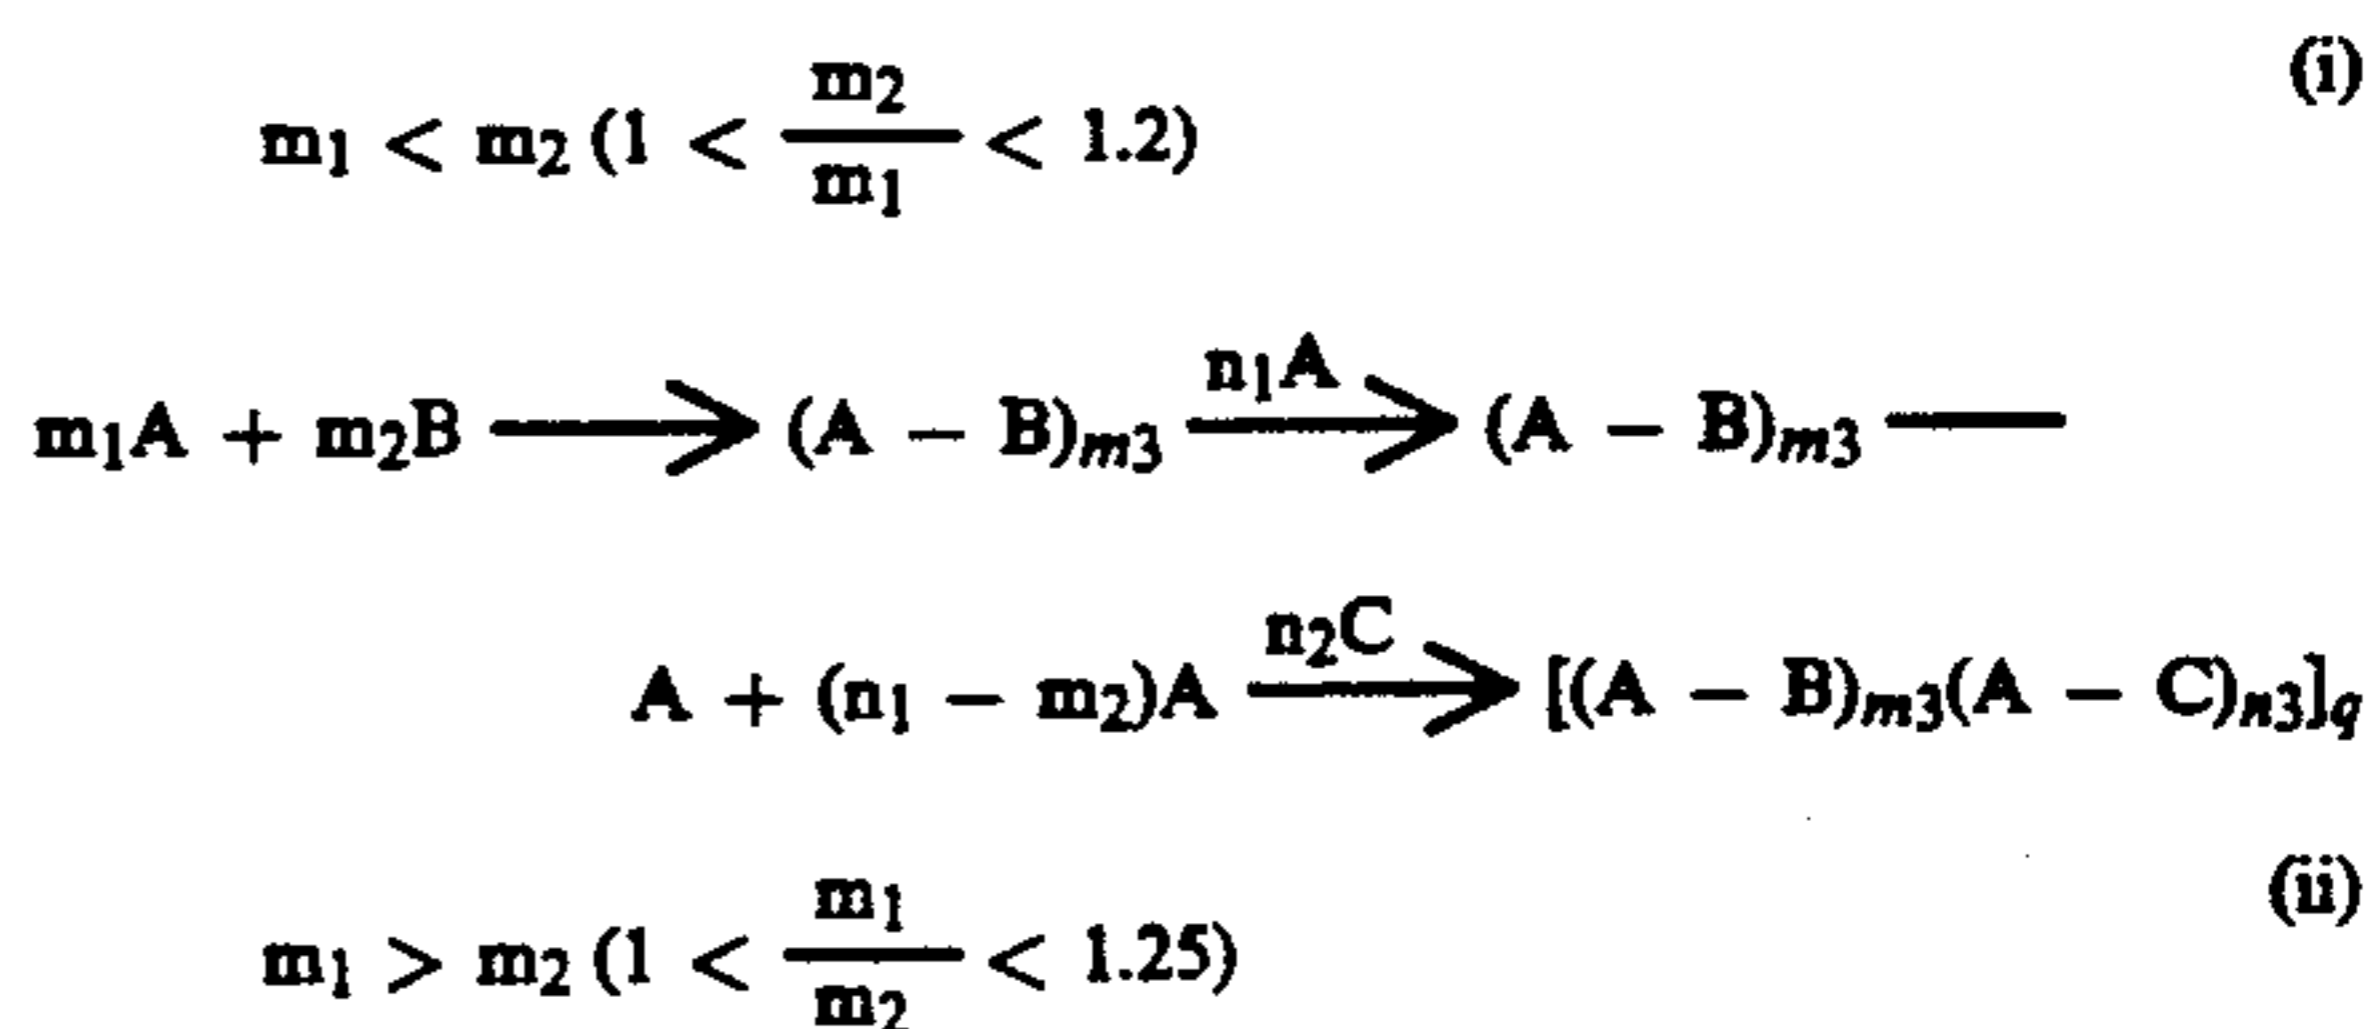 (i)
m₁ < m₂ (1 < m₂/m₁ < 1.2)
m₁A + m₂B ⟶ (A − B)m₃ —n₁A→ (A − B)m₃ —
A + (n₁ − m₂)A —n₂C→ [(A − B)m₃(A − C)n₃]q
(ii)
m₁ > m₂ (1 < m₁/m₂ < 1.25)